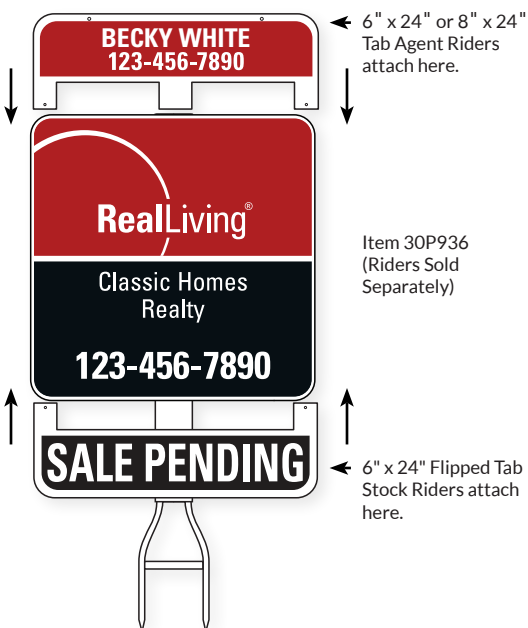 BECKY WHITE
123-456-7890
6" x 24" or 8" x 24"
Tab Agent Riders
attach here.
RealLiving®
Classic Homes
Realty
123-456-7890
Item 30P936
(Riders Sold
Separately)
SALE PENDING
6" x 24" Flipped Tab
Stock Riders attach
here.